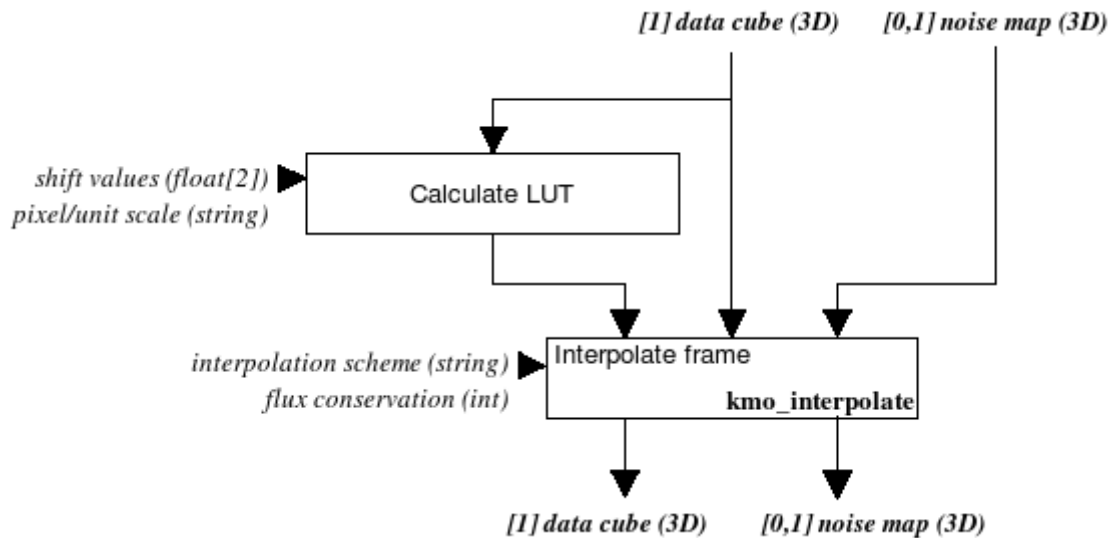 [1] data cube (3D) [0,1] noise map (3D)
shift values (float[2])
pixel/unit scale (string)
Calculate LUT
interpolation scheme (string)
flux conservation (int)
Interpolate frame
kmo_interpolate
[1] data cube (3D) [0,1] noise map (3D)